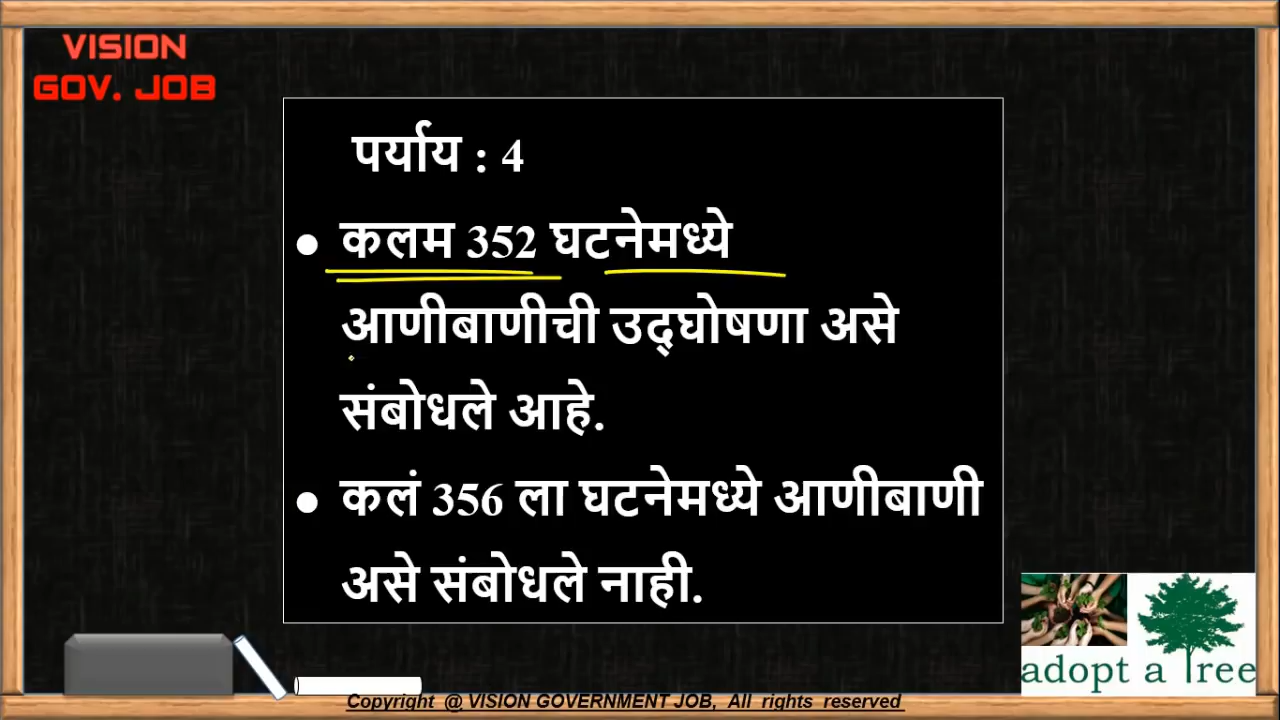 VISION
GOV. JOB
पर्याय : 4
• कलम 352 घटनेमध्ये
आणीबाणीची उद्घोषणा असे
संबोधले आहे.
• कलं 356 ला घटनेमध्ये आणीबाणी
असे संबोधले नाही.
adopt a Tree
Copyright @ VISION GOVERNMENT JOB, All rights reserved